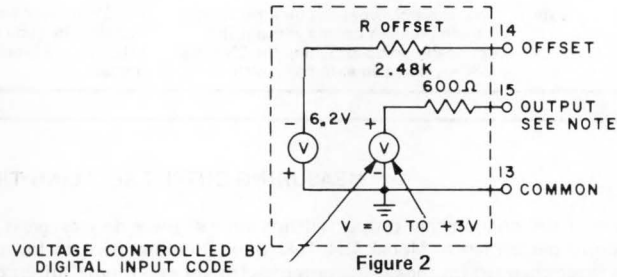 R OFFSET
2.48K
14
OFFSET
600Ω
15
OUTPUT
SEE NOTE
- 6.2V +
V
V
+
-
13
COMMON
V = 0 TO +3V
VOLTAGE CONTROLLED BY
DIGITAL INPUT CODE
Figure 2